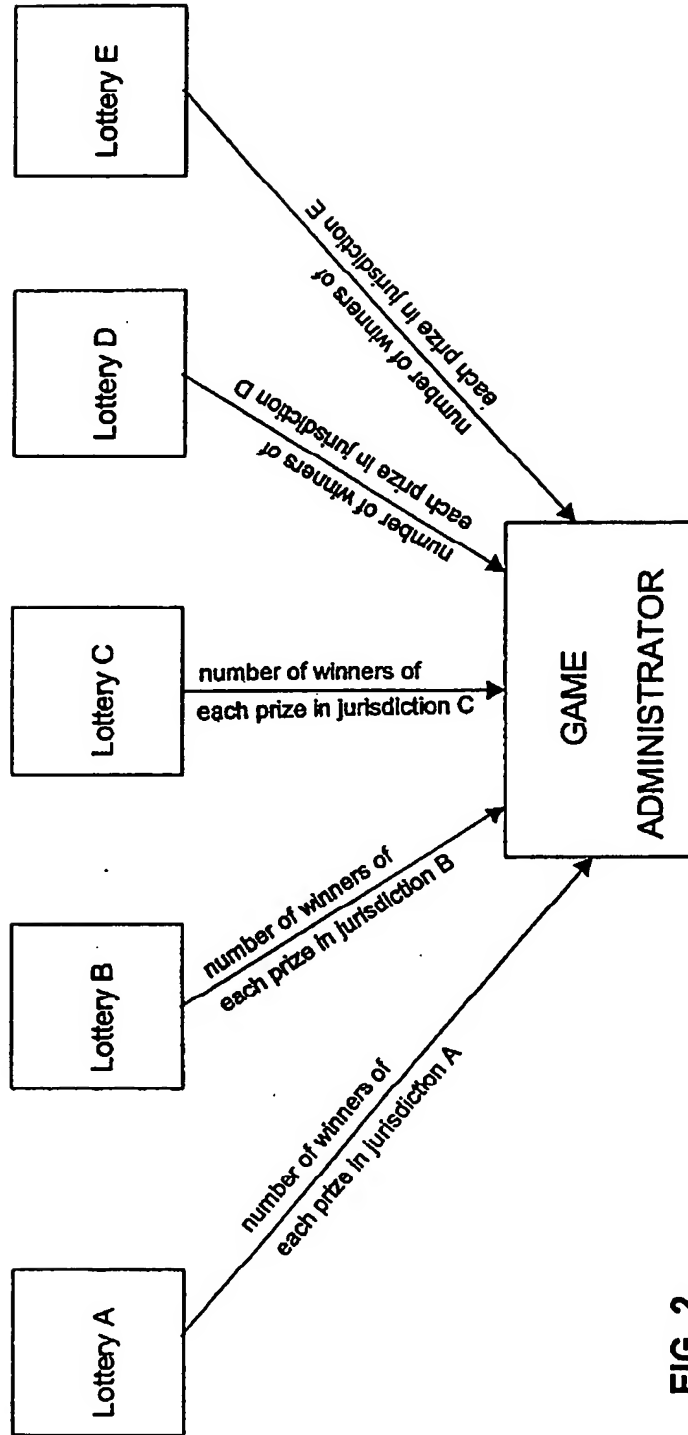 Lottery A
Lottery B
Lottery C
Lottery D
Lottery E
number of winners of
each prize in jurisdiction A
number of winners of
each prize in jurisdiction B
number of winners of
each prize in jurisdiction C
number of winners of
each prize in jurisdiction D
number of winners of
each prize in jurisdiction E
GAME
ADMINISTRATOR
FIG. 2